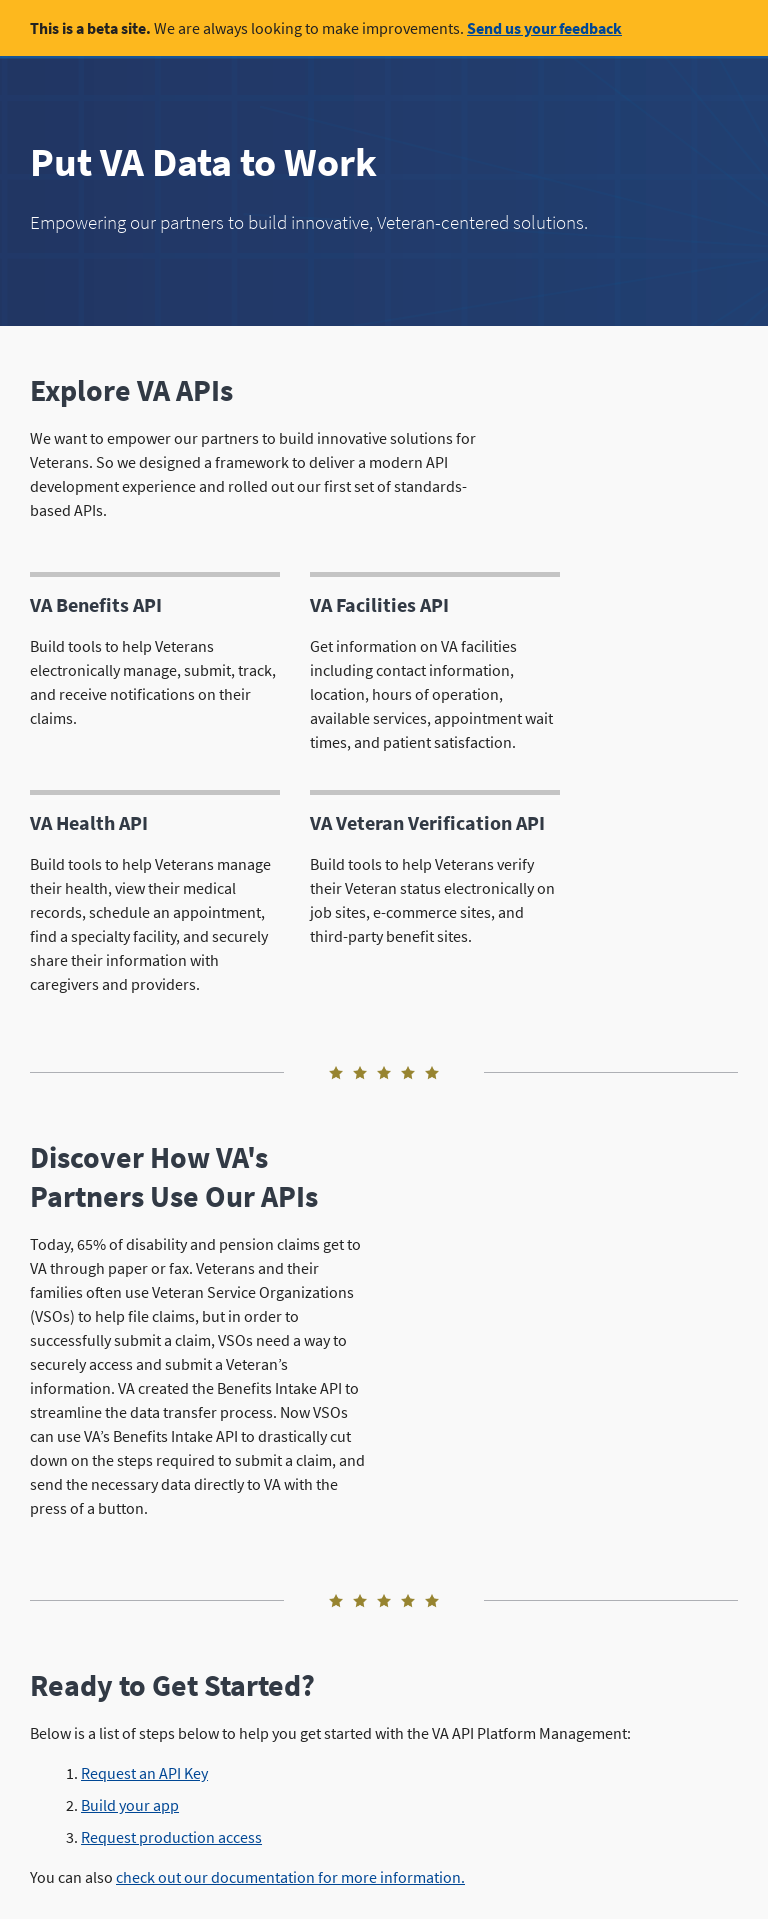 This is a beta site. We are always looking to make improvements. Send us your feedback
Put VA Data to Work
Empowering our partners to build innovative, Veteran-centered solutions.
Explore VA APIs
We want to empower our partners to build innovative solutions for
Veterans. So we designed a framework to deliver a modern API
development experience and rolled out our first set of standards-
based APIs.
VA Benefits API
Build tools to help Veterans
electronically manage, submit, track,
and receive notifications on their
claims.
VA Facilities API
Get information on VA facilities
including contact information,
location, hours of operation,
available services, appointment wait
times, and patient satisfaction.
VA Health API
Build tools to help Veterans manage
their health, view their medical
records, schedule an appointment,
find a specialty facility, and securely
share their information with
caregivers and providers.
VA Veteran Verification API
Build tools to help Veterans verify
their Veteran status electronically on
job sites, e-commerce sites, and
third-party benefit sites.
Discover How VA's
Partners Use Our APIs
Today, 65% of disability and pension claims get to
VA through paper or fax. Veterans and their
families often use Veteran Service Organizations
(VSOs) to help file claims, but in order to
successfully submit a claim, VSOs need a way to
securely access and submit a Veteran’s
information. VA created the Benefits Intake API to
streamline the data transfer process. Now VSOs
can use VA’s Benefits Intake API to drastically cut
down on the steps required to submit a claim, and
send the necessary data directly to VA with the
press of a button.
Ready to Get Started?
Below is a list of steps below to help you get started with the VA API Platform Management:
1. Request an API Key
2. Build your app
3. Request production access
You can also check out our documentation for more information.